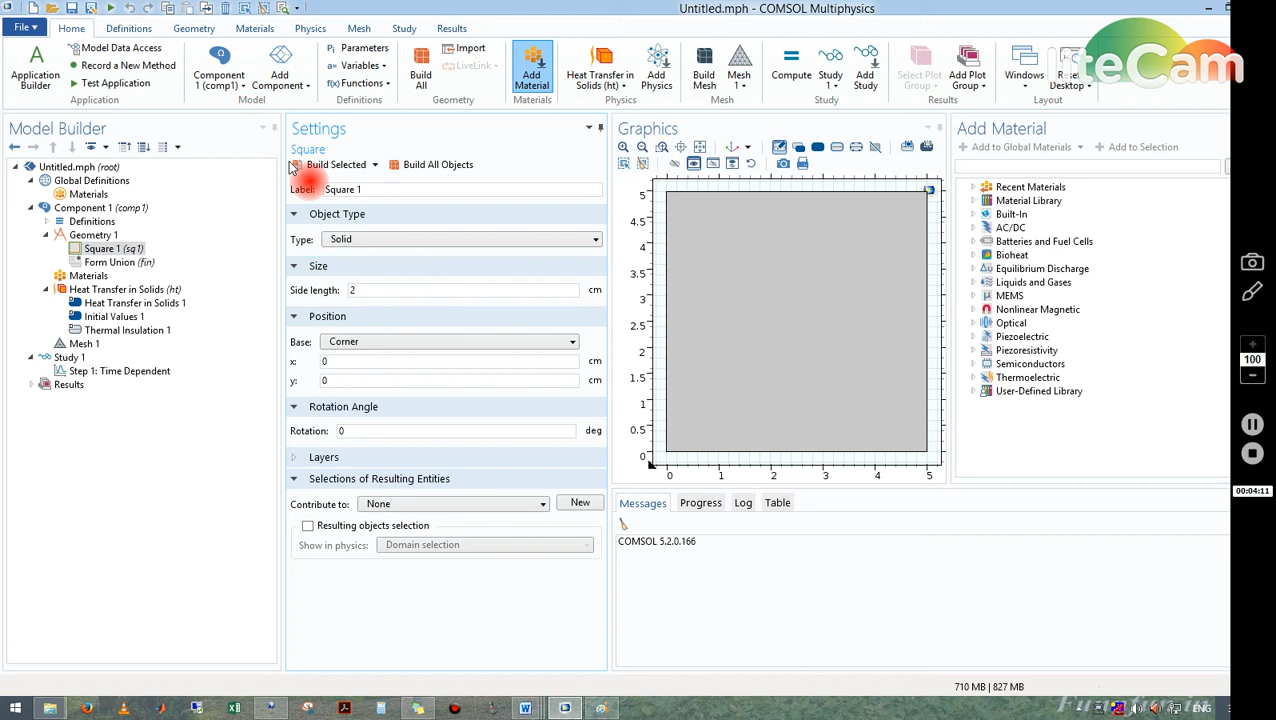 Untitled.mph - COMSOL Multiphysics
File Home Definitions Geometry Materials Physics Mesh Study Results
iteCam
Application Builder
Model Data Access
Record a New Method
Test Application
Application
Component 1 (comp1)
Add Component
Model
Parameters
Variables
Functions
Definitions
Build All
Import
LiveLink
Geometry
Add Material
Materials
Heat Transfer in Solids (ht)
Add Physics
Physics
Build Mesh
Mesh 1
Mesh
Compute
Study 1
Add Study
Study
Select Plot Group
Add Plot Group
Results
Windows
Reset Desktop
Layout
Model Builder
Untitled.mph (root)
Global Definitions
Materials
Component 1 (comp1)
Definitions
Geometry 1
Square 1 (sq1)
Form Union (fin)
Materials
Heat Transfer in Solids (ht)
Heat Transfer in Solids 1
Initial Values 1
Thermal Insulation 1
Mesh 1
Study 1
Step 1: Time Dependent
Results
Settings
Square
Build Selected Build All Objects
Label: Square 1
Object Type
Type: Solid
Size
Side length: 2 cm
Position
Base: Corner
x: 0 cm
y: 0 cm
Rotation Angle
Rotation: 0 deg
Layers
Selections of Resulting Entities
Contribute to: None New
Resulting objects selection
Show in physics: Domain selection
Graphics
5
4.5
4
3.5
3
2.5
2
1.5
1
0.5
0
0 1 2 3 4 5
Messages Progress Log Table
COMSOL 5.2.0.166
Add Material
Add to Global Materials Add to Selection
Recent Materials
Material Library
Built-In
AC/DC
Batteries and Fuel Cells
Bioheat
Equilibrium Discharge
Liquids and Gases
MEMS
Nonlinear Magnetic
Optical
Piezoelectric
Piezoresistivity
Semiconductors
Thermoelectric
User-Defined Library
100
00:04:11
710 MB | 827 MB
ENG